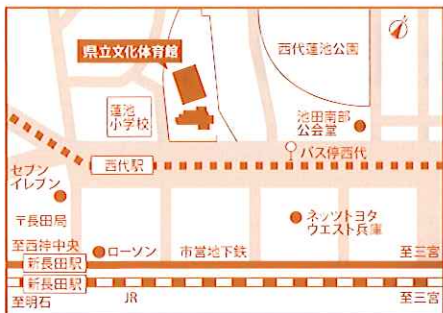 県立文化体育館
西代蓮池公園
蓮池
小学校
池田南部
公会堂
バス停西代
西代駅
セブン
イレブン
〒長田局
ネッツトヨタ
ウエスト兵庫
至西神中央
ローソン
市営地下鉄
至三宮
新長田駅
新長田駅
至明石
JR
至三宮